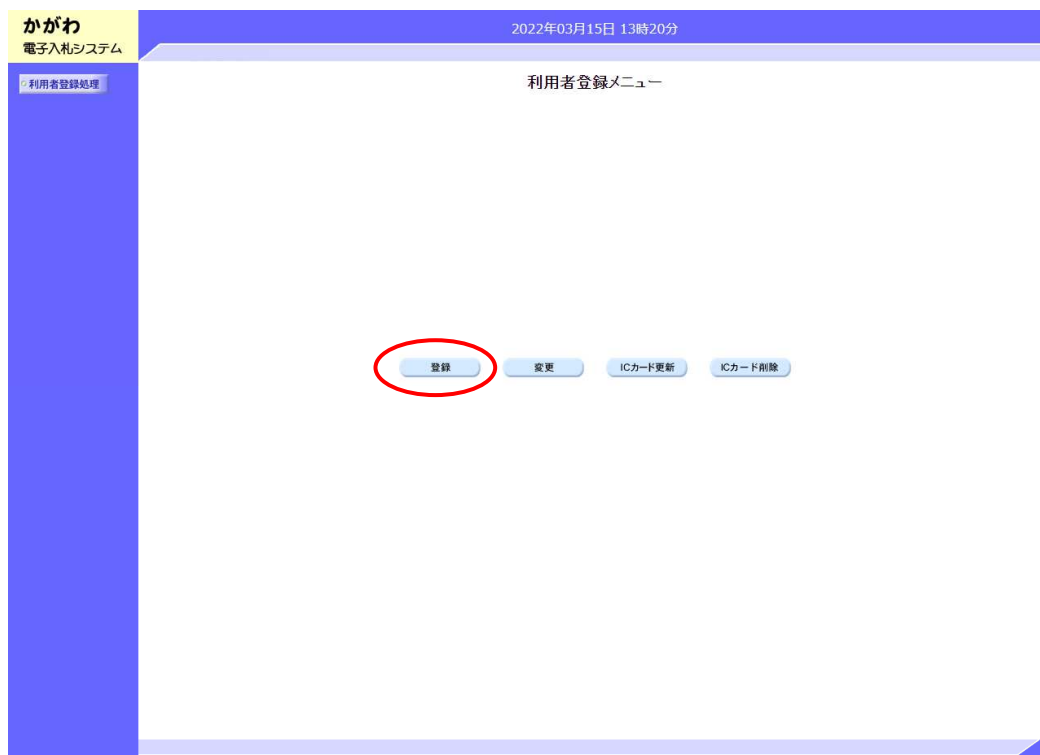 かがわ
電子入札システム
2022年03月15日 13時20分
利用者登録処理
利用者登録メニュー
登録
変更
ICカード更新
ICカード削除